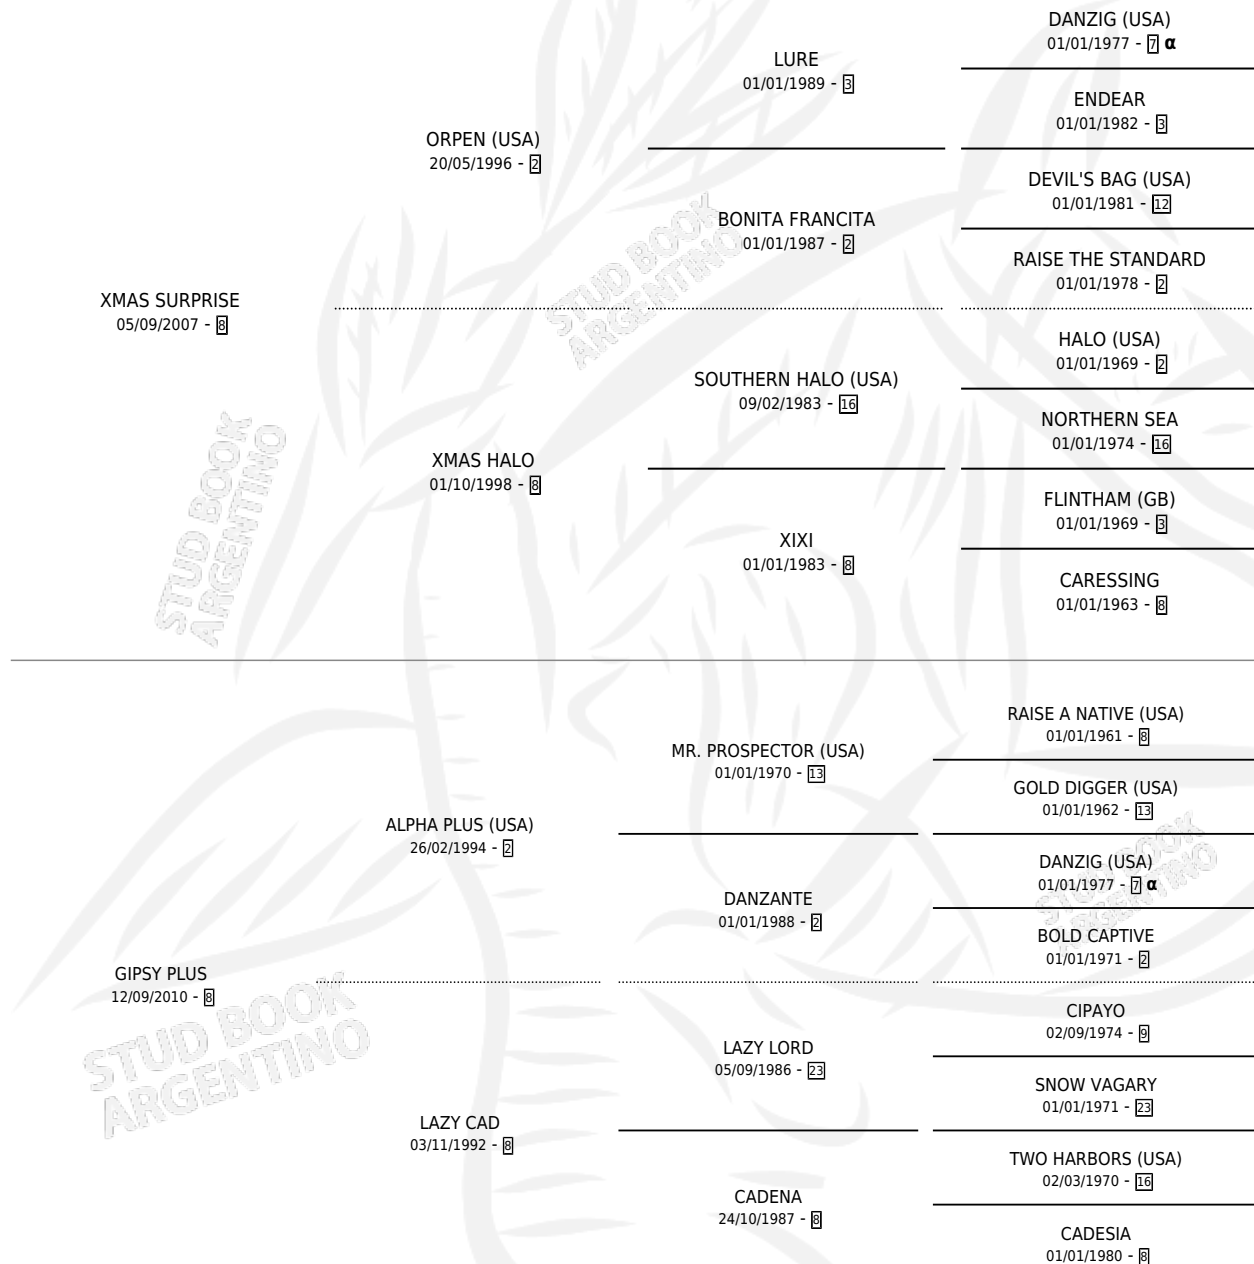 DANZIG (USA)
01/01/1977 - 7 α
LURE
01/01/1989 - 3
ENDEAR
01/01/1982 - 3
ORPEN (USA)
20/05/1996 - 2
DEVIL'S BAG (USA)
01/01/1981 - 12
BONITA FRANCITA
01/01/1987 - 2
RAISE THE STANDARD
01/01/1978 - 2
XMAS SURPRISE
05/09/2007 - 8
HALO (USA)
01/01/1969 - 2
SOUTHERN HALO (USA)
09/02/1983 - 16
NORTHERN SEA
01/01/1974 - 16
XMAS HALO
01/10/1998 - 8
FLINTHAM (GB)
01/01/1969 - 3
XIXI
01/01/1983 - 8
CARESSING
01/01/1963 - 8
RAISE A NATIVE (USA)
01/01/1961 - 8
MR. PROSPECTOR (USA)
01/01/1970 - 13
GOLD DIGGER (USA)
01/01/1962 - 13
ALPHA PLUS (USA)
26/02/1994 - 2
DANZIG (USA)
01/01/1977 - 7 α
DANZANTE
01/01/1988 - 2
BOLD CAPTIVE
01/01/1971 - 2
GIPSY PLUS
12/09/2010 - 8
CIPAYO
02/09/1974 - 9
LAZY LORD
05/09/1986 - 23
SNOW VAGARY
01/01/1971 - 23
LAZY CAD
03/11/1992 - 8
TWO HARBORS (USA)
02/03/1970 - 16
CADENA
24/10/1987 - 8
CADESIA
01/01/1980 - 8
STUD BOOK
ARGENTINO
STUD BOOK
ARGENTINO
STUD BOOK
ARGENTINO
STUD BOOK
ARGENTINO